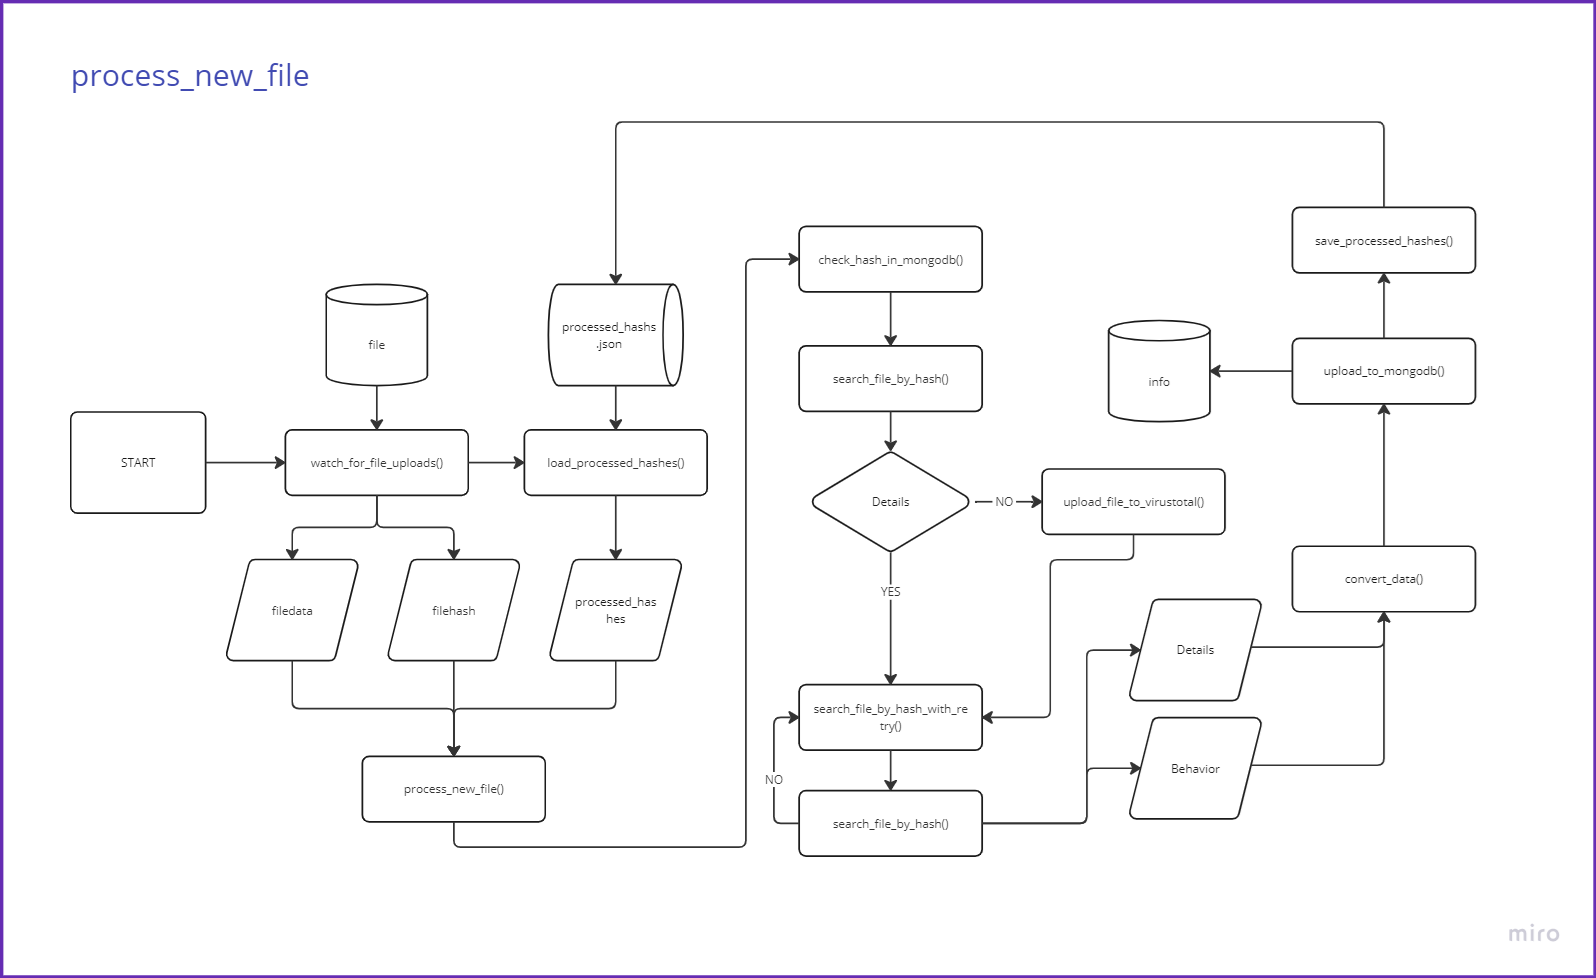 process_new_file
file
processed_hashs
.json
START
watch_for_file_uploads()
load_processed_hashes()
filedata
filehash
processed_has
hes
process_new_file()
check_hash_in_mongodb()
search_file_by_hash()
Details
NO
upload_file_to_virustotal()
YES
search_file_by_hash_with_re
try()
NO
search_file_by_hash()
Details
Behavior
convert_data()
upload_to_mongodb()
info
save_processed_hashes()
miro